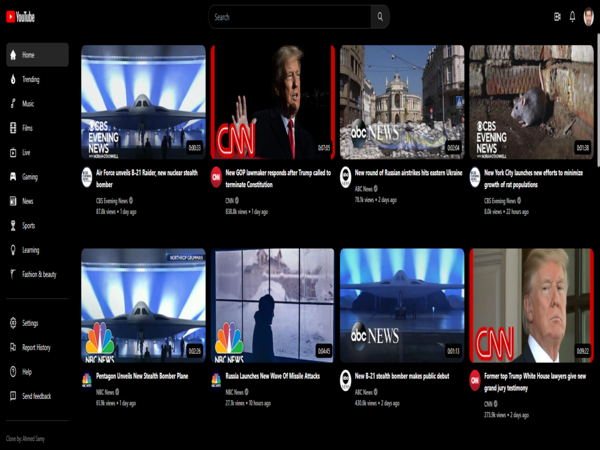 YouTube
Search
Home
Trending
Music
Films
Live
Gaming
News
Sports
Learning
Fashion & beauty
Settings
Report History
Help
Send feedback
Clone by: Ahmed Samy
CBS
EVENING
NEWS
WITH NORAH O'DONNELL
0:00:33
Air Force unveils B-21 Raider, new nuclear stealth
bomber
CBS Evening News
87.8k views • 1 day ago
CNN
0:07:05
New GOP lawmaker responds after Trump called to
terminate Constitution
CNN
838.8k views • 1 day ago
abc NEWS
0:02:04
New round of Russian airstrikes hits eastern Ukraine
ABC News
78.1k views • 2 days ago
CBS
EVENING
NEWS
0:01:38
New York City launches new efforts to minimize
growth of rat populations
CBS Evening News
8.0k views • 22 hours ago
NORTHROP GRUMMAN
NBC NEWS
0:02:26
Pentagon Unveils New Stealth Bomber Plane
NBC News
61.9k views • 1 day ago
NBC NEWS
0:04:45
Russia Launches New Wave Of Missile Attacks
NBC News
27.1k views • 10 hours ago
abc NEWS
0:01:13
New B-21 stealth bomber makes public debut
ABC News
430.6k views • 2 days ago
CNN
0:09:22
Former top Trump White House lawyers give new
grand jury testimony
CNN
273.9k views • 2 days ago